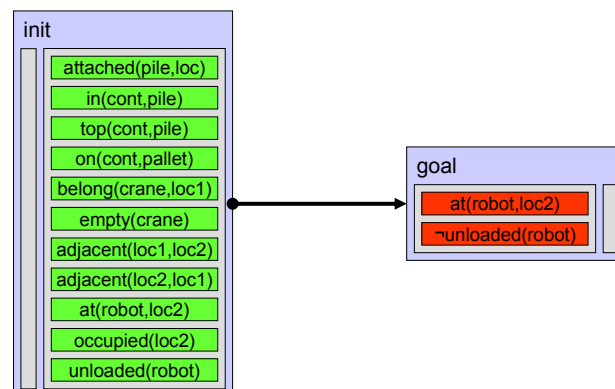 init
attached(pile,loc)
in(cont,pile)
top(cont,pile)
on(cont,pallet)
belong(crane,loc1)
empty(crane)
adjacent(loc1,loc2)
adjacent(loc2,loc1)
at(robot,loc2)
occupied(loc2)
unloaded(robot)
goal
at(robot,loc2)
¬unloaded(robot)